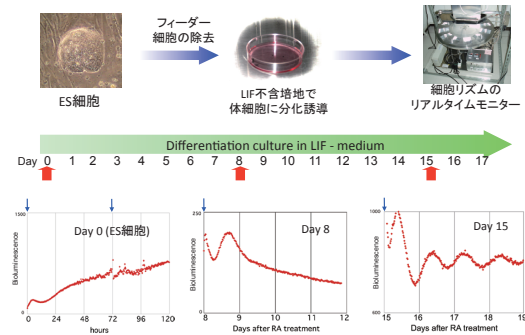 フィーダー
細胞の除去
ES細胞
LIF不含培地で
体細胞に分化誘導
細胞リズムの
リアルタイムモニター
Differentiation culture in LIF - medium
Day 0 1 2 3 4 5 6 7 8 9 10 11 12 13 14 15 16 17
1500
Day 0 (ES細胞)
Bioluminescence
0
0 24 48 72 96 120
hours
250
Day 8
Bioluminescence
0
8 9 10 11 12
Days after RA treatment
1000
Day 15
Bioluminescence
600
15 16 17 18 19
Days after RA treatment